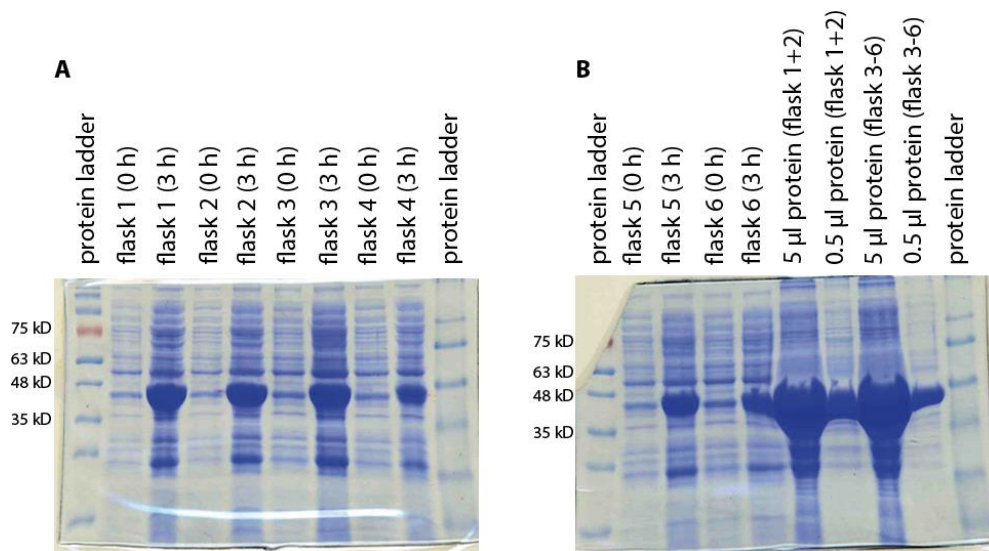 A
protein ladder
flask 1 (0 h)
flask 1 (3 h)
flask 2 (0 h)
flask 2 (3 h)
flask 3 (0 h)
flask 3 (3 h)
flask 4 (0 h)
flask 4 (3 h)
protein ladder
75 kD
63 kD
48 kD
35 kD
B
protein ladder
flask 5 (0 h)
flask 5 (3 h)
flask 6 (0 h)
flask 6 (3 h)
5 µl protein (flask 1+2)
0.5 µl protein (flask 1+2)
5 µl protein (flask 3-6)
0.5 µl protein (flask 3-6)
protein ladder
75 kD
63 kD
48 kD
35 kD